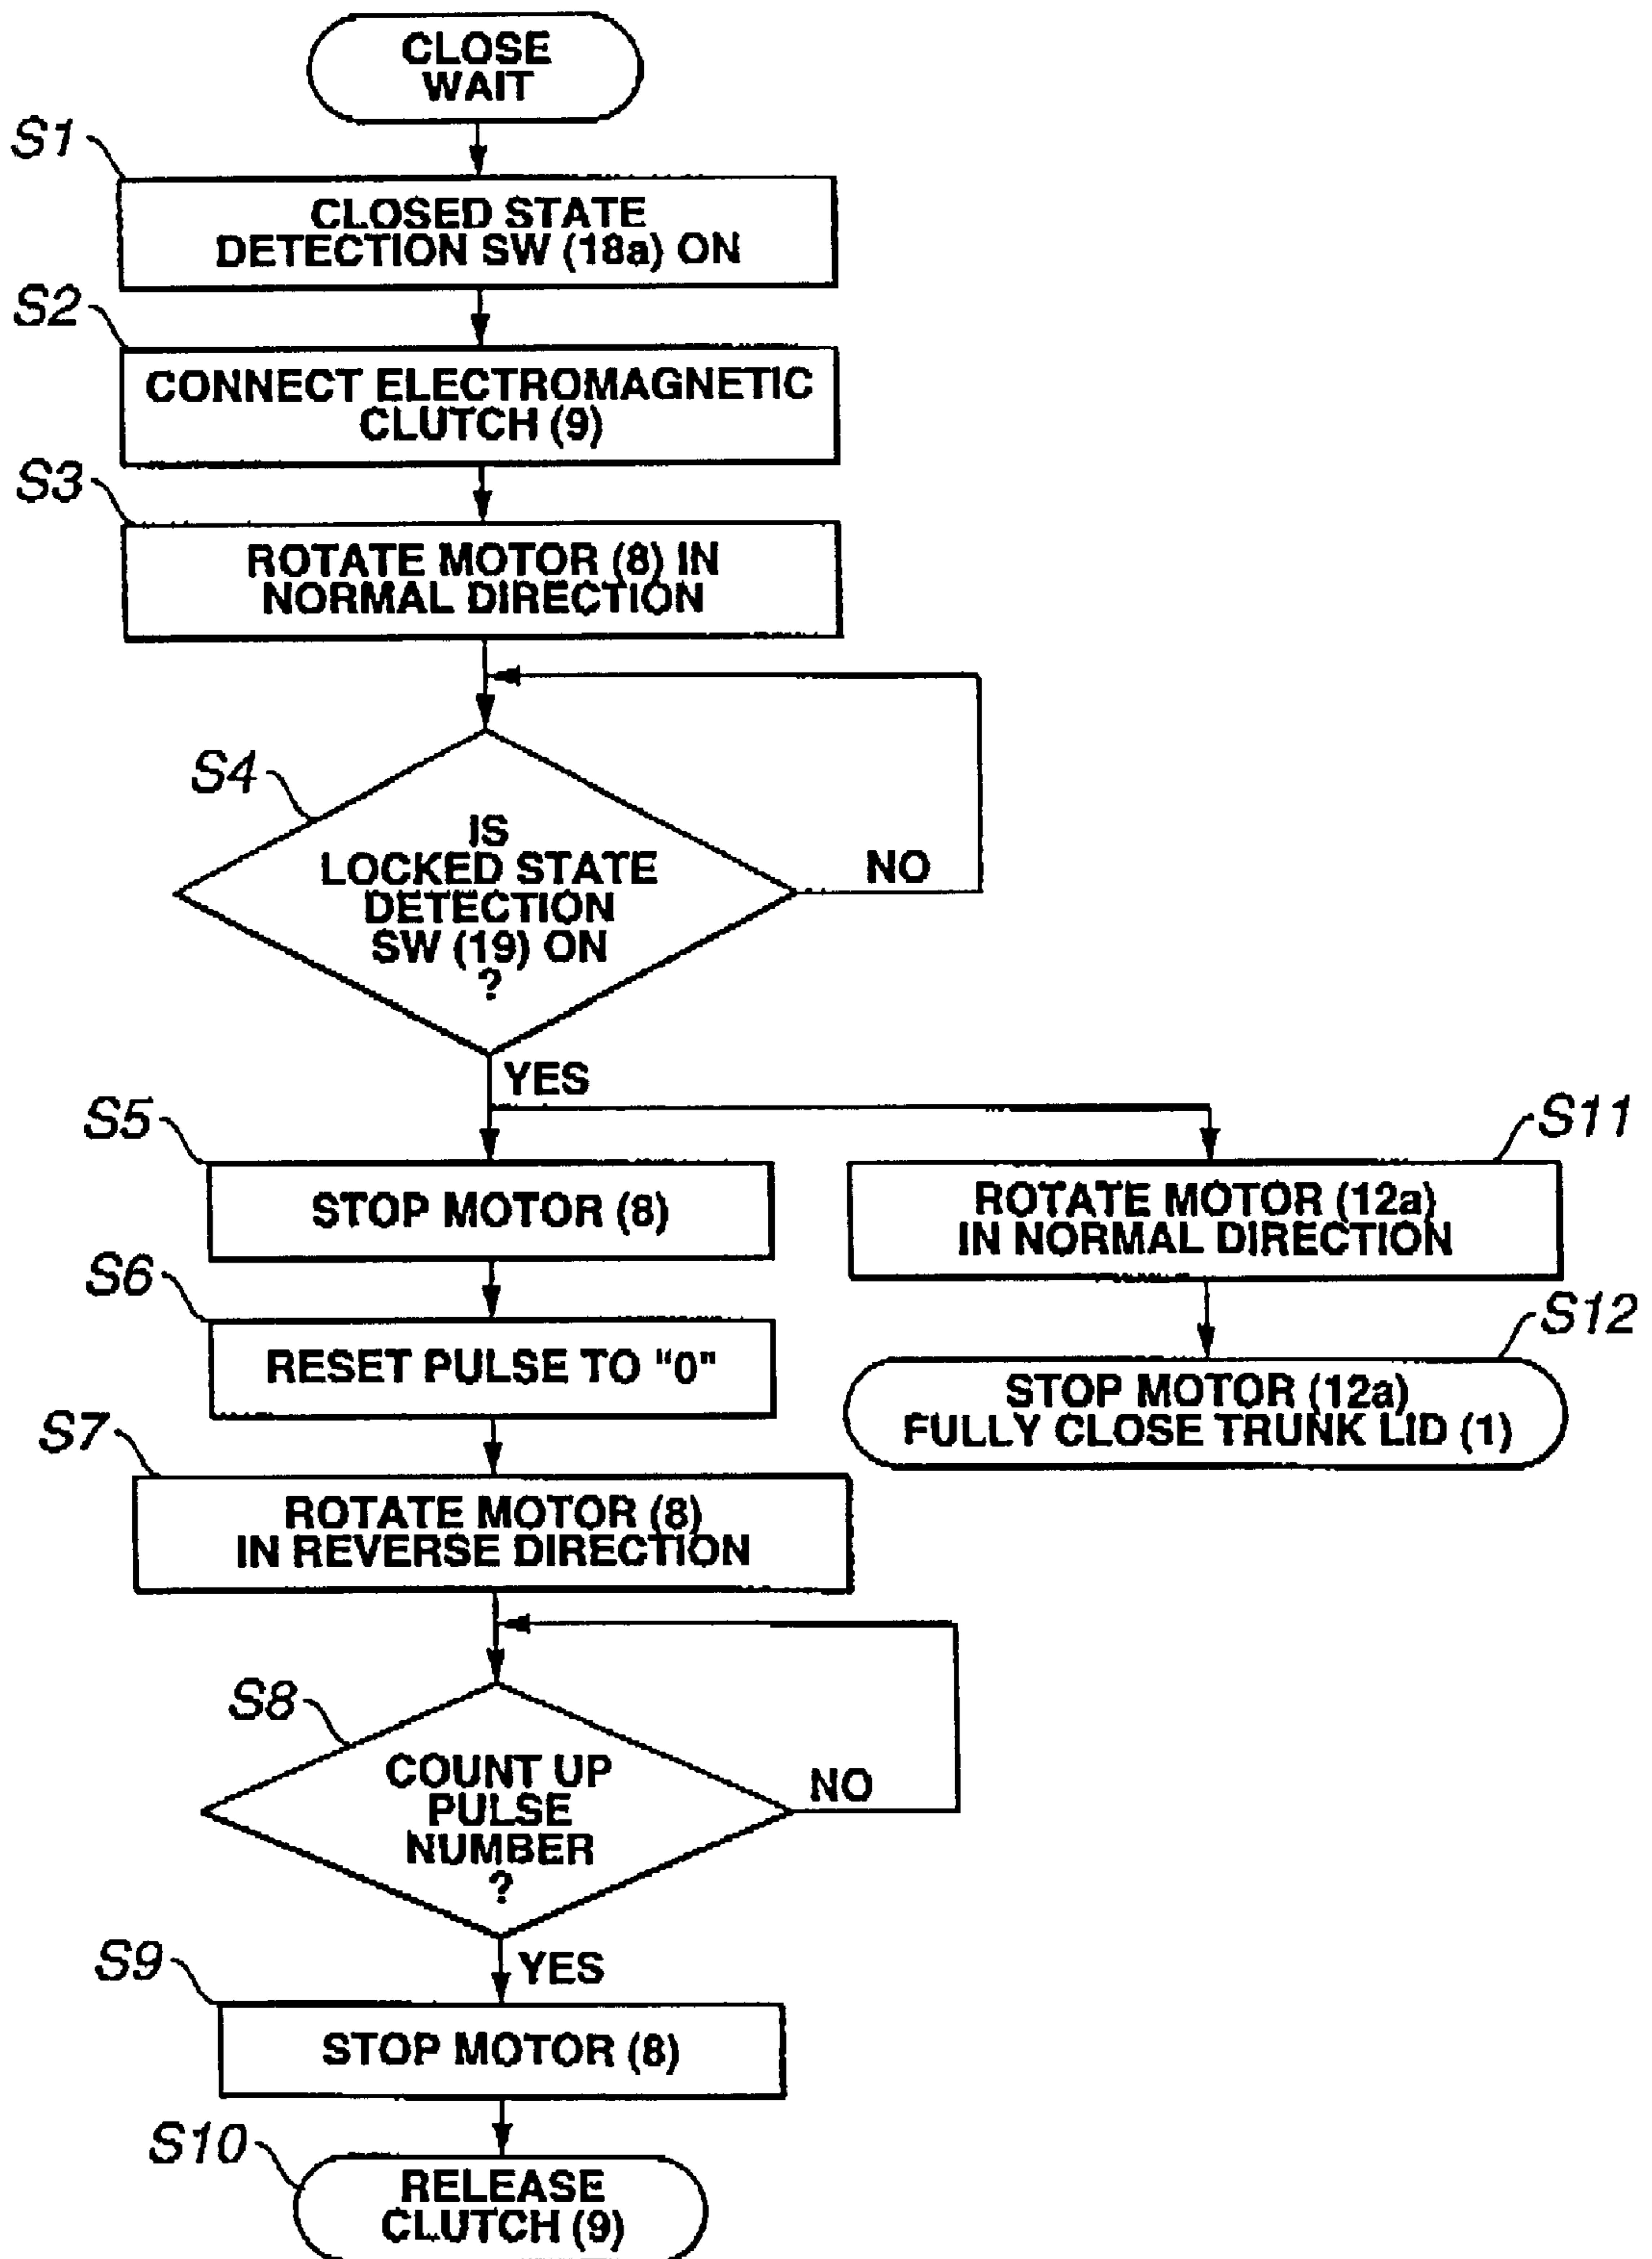 CLOSE
WAIT
S1
CLOSED STATE
DETECTION SW (18a) ON
S2
CONNECT ELECTROMAGNETIC
CLUTCH (9)
S3
ROTATE MOTOR (8) IN
NORMAL DIRECTION
S4
IS
LOCKED STATE
DETECTION
SW (19) ON
?
NO
YES
S5
STOP MOTOR (8)
S11
ROTATE MOTOR (12a)
IN NORMAL DIRECTION
S6
RESET PULSE TO "0"
S12
STOP MOTOR (12a)
FULLY CLOSE TRUNK LID (1)
S7
ROTATE MOTOR (8)
IN REVERSE DIRECTION
S8
COUNT UP
PULSE
NUMBER
?
NO
YES
S9
STOP MOTOR (8)
S10
RELEASE
CLUTCH (9)